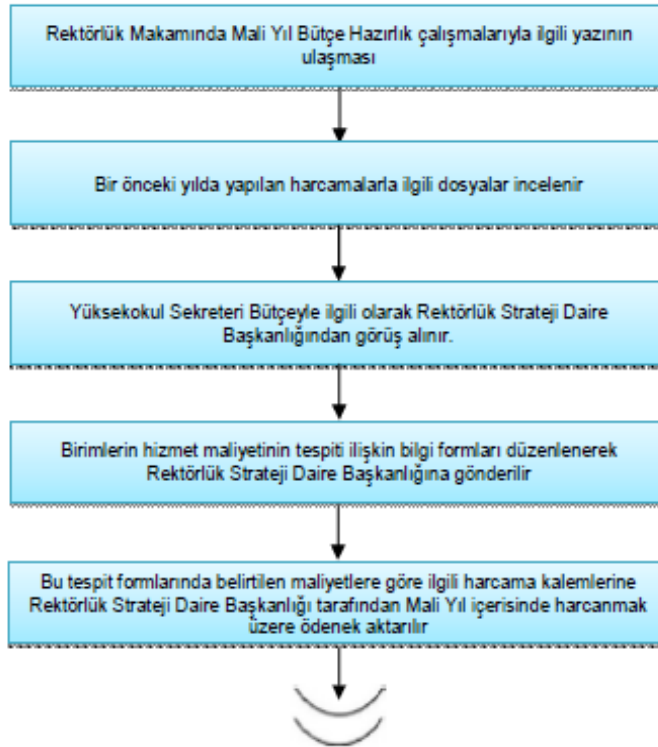 Rektörlük Makamında Mali Yıl Bütçe Hazırlık çalışmalarıyla ilgili yazının
ulaşması
Bir önceki yılda yapılan harcamalarla ilgili dosyalar incelenir
Yüksekokul Sekreteri Bütçeyle ilgili olarak Rektörlük Strateji Daire
Başkanlığından görüş alınır.
Birimlerin hizmet maliyetinin tespiti ilişkin bilgi formları düzenlenerek
Rektörlük Strateji Daire Başkanlığına gönderilir
Bu tespit formlarında belirtilen maliyetlere göre ilgili harcama kalemlerine
Rektörlük Strateji Daire Başkanlığı tarafından Mali Yıl içerisinde harcanmak
üzere ödenek aktarılır